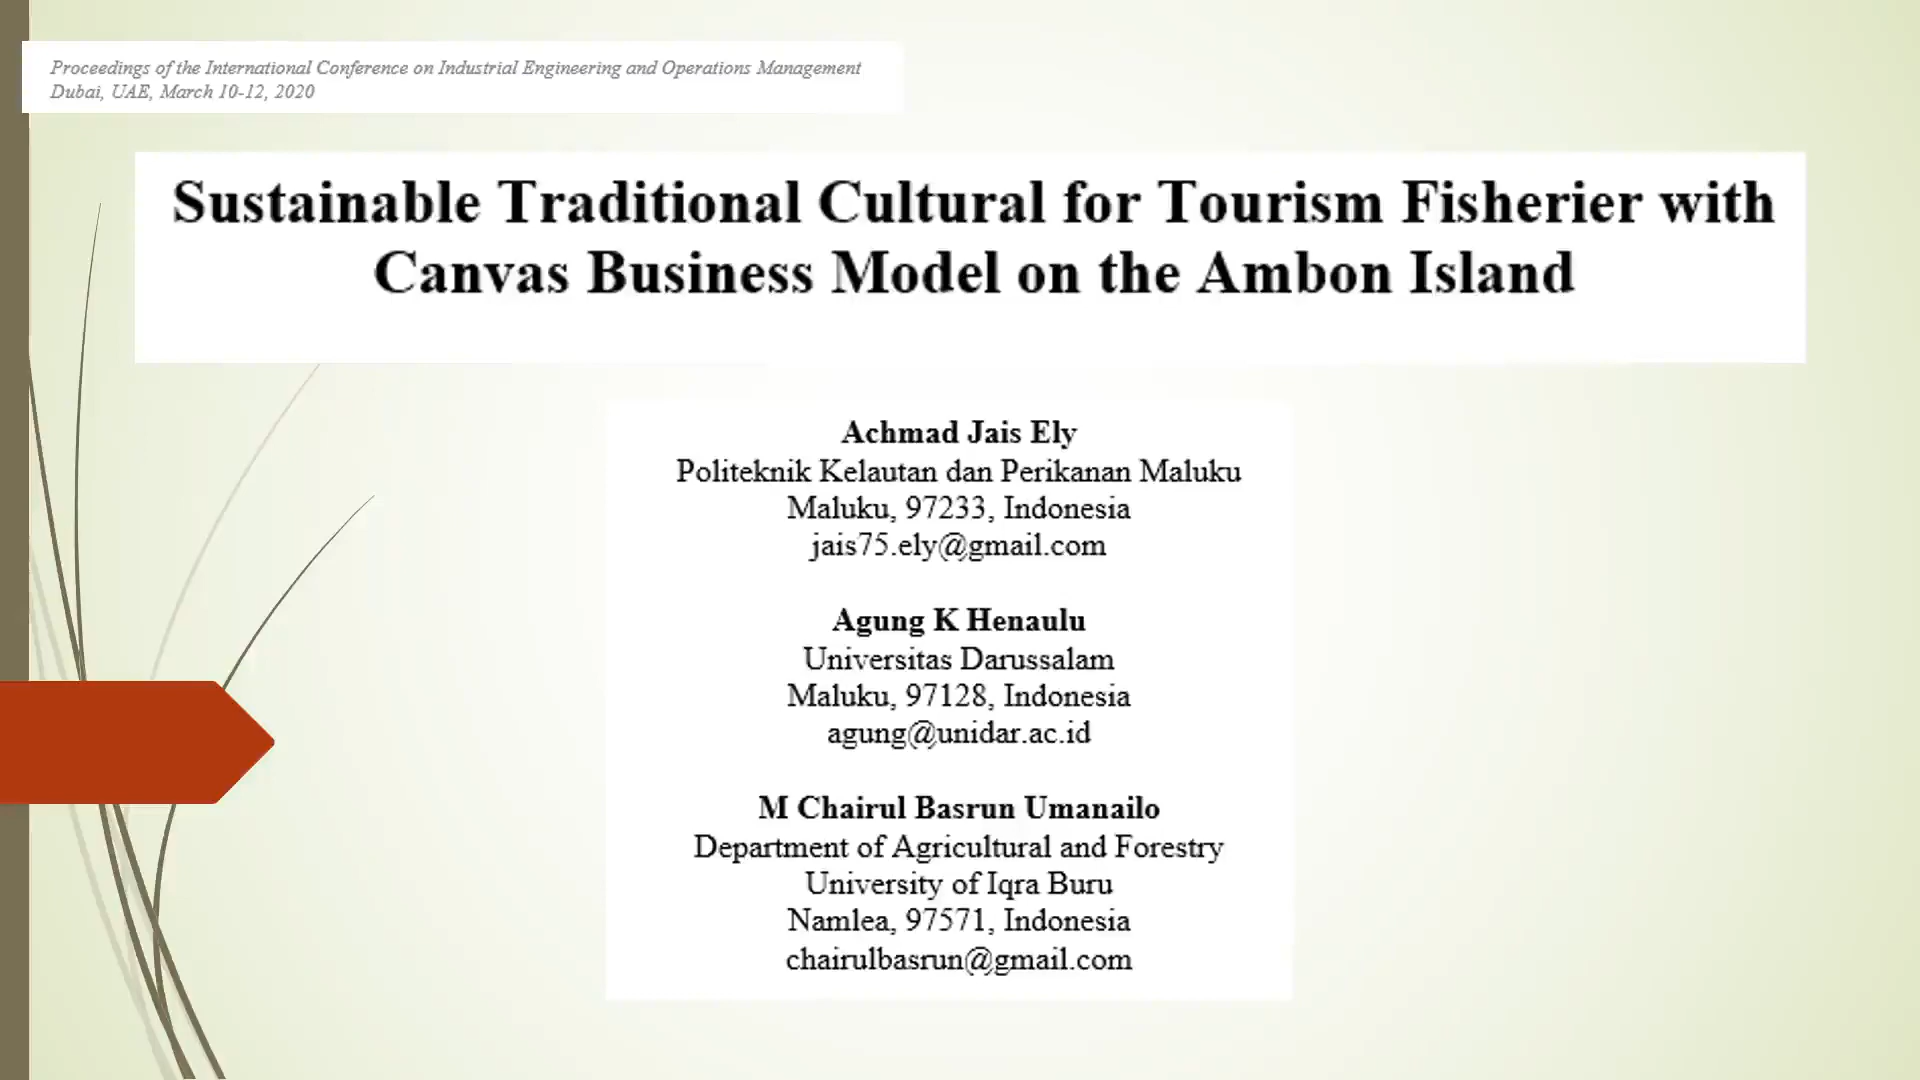 Proceedings of the International Conference on Industrial Engineering and Operations Management
Dubai, UAE, March 10-12, 2020
Sustainable Traditional Cultural for Tourism Fisherier with
Canvas Business Model on the Ambon Island
Achmad Jais Ely
Politeknik Kelautan dan Perikanan Maluku
Maluku, 97233, Indonesia
jais75.ely@gmail.com
Agung K Henaulu
Universitas Darussalam
Maluku, 97128, Indonesia
agung@unidar.ac.id
M Chairul Basrun Umanailo
Department of Agricultural and Forestry
University of Iqra Buru
Namlea, 97571, Indonesia
chairulbasrun@gmail.com